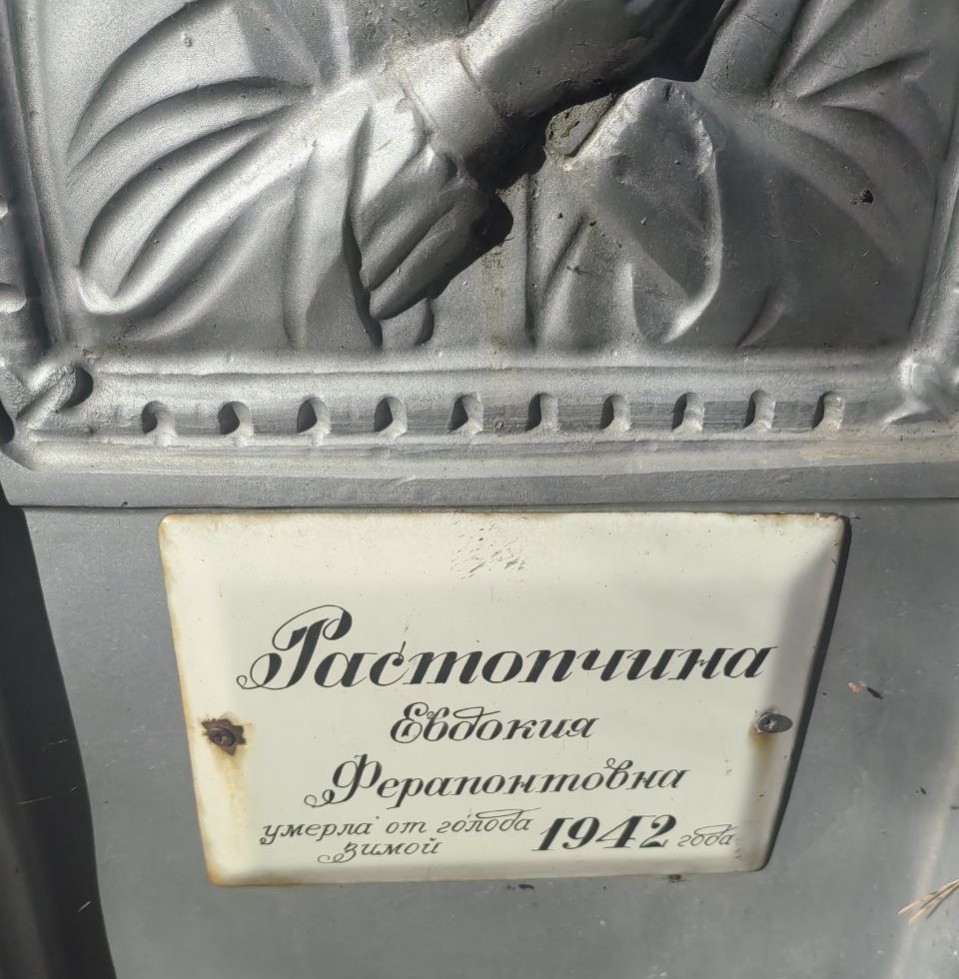 Растопчина
Евдокия
Ферапонтовна
умерла от голода
зимой 1942 года